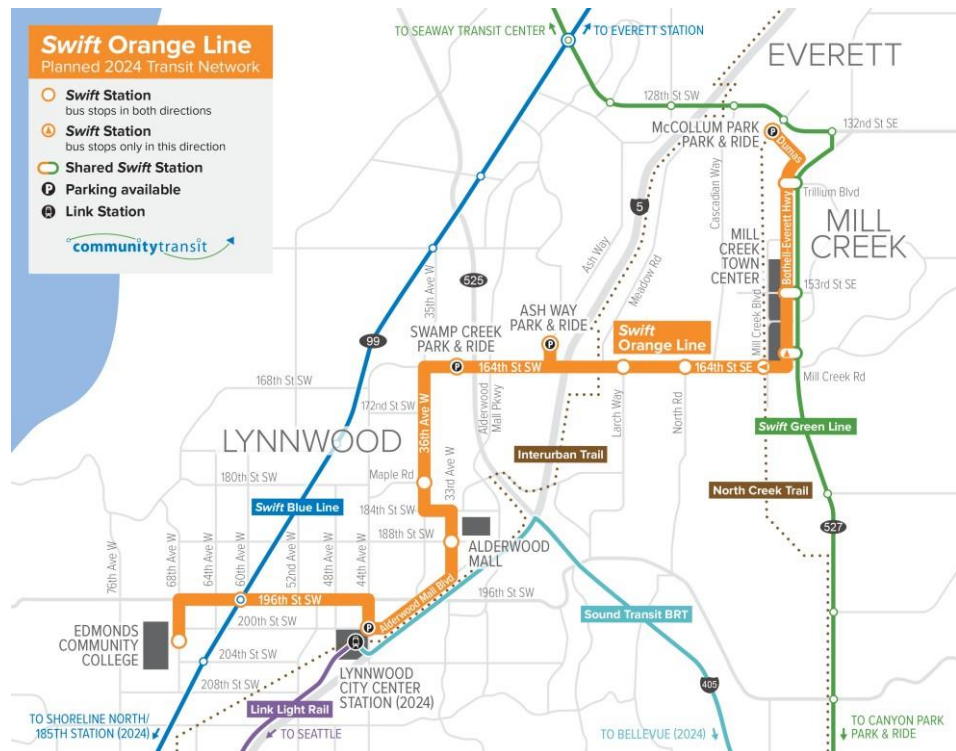 Swift Orange Line
Planned 2024 Transit Network
Swift Station
bus stops in both directions
Swift Station
bus stops only in this direction
Shared Swift Station
P
Parking available
Link Station
communitytransit
TO SEAWAY TRANSIT CENTER
TO EVERETT STATION
EVERETT
128th St SW
132nd St SE
McCOLLUM PARK
PARK & RIDE
P
Dumas
Trillium Blvd
Bothell-Everett Hwy
MILL
CREEK
MILL
CREEK
TOWN
CENTER
153rd St SE
Mill Creek Blvd
Mill Creek Rd
Cascadian Way
5
Ash Way
Meadow Rd
525
35th Ave W
99
SWAMP CREEK
PARK & RIDE
P
ASH WAY
PARK & RIDE
P
Swift
Orange Line
164th St SW
164th St SE
168th St SW
172nd St SW
36th Ave W
Alderwood
Mall Pkwy
Larch Way
North Rd
LYNNWOOD
Interurban Trail
Swift Green Line
North Creek Trail
527
Maple Rd
33rd Ave W
180th St SW
Swift Blue Line
184th St SW
188th St SW
ALDERWOOD
MALL
76th Ave W
68th Ave W
64th Ave W
60th Ave W
52nd Ave W
48th Ave W
44th Ave W
196th St SW
Alderwood Mall Blvd
196th St SW
Sound Transit BRT
EDMONDS
COMMUNITY
COLLEGE
200th St SW
P
204th St SW
208th St SW
LYNNWOOD
CITY CENTER
STATION (2024)
405
Link Light Rail
TO SHORELINE NORTH/
185TH STATION (2024)
TO SEATTLE
TO BELLEVUE (2024)
TO CANYON PARK
PARK & RIDE